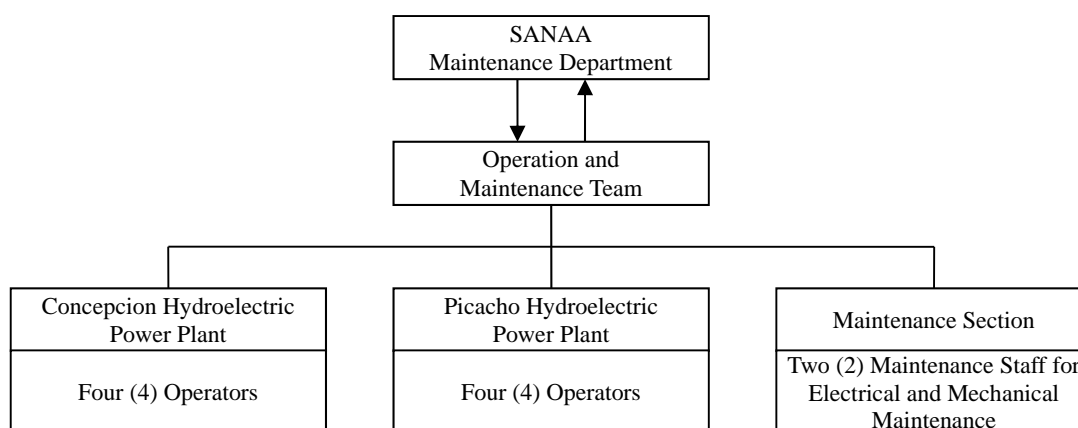 SANAA
Maintenance Department
Operation and
Maintenance Team
Concepcion Hydroelectric
Power Plant
Four (4) Operators
Picacho Hydroelectric
Power Plant
Four (4) Operators
Maintenance Section
Two (2) Maintenance Staff for
Electrical and Mechanical
Maintenance